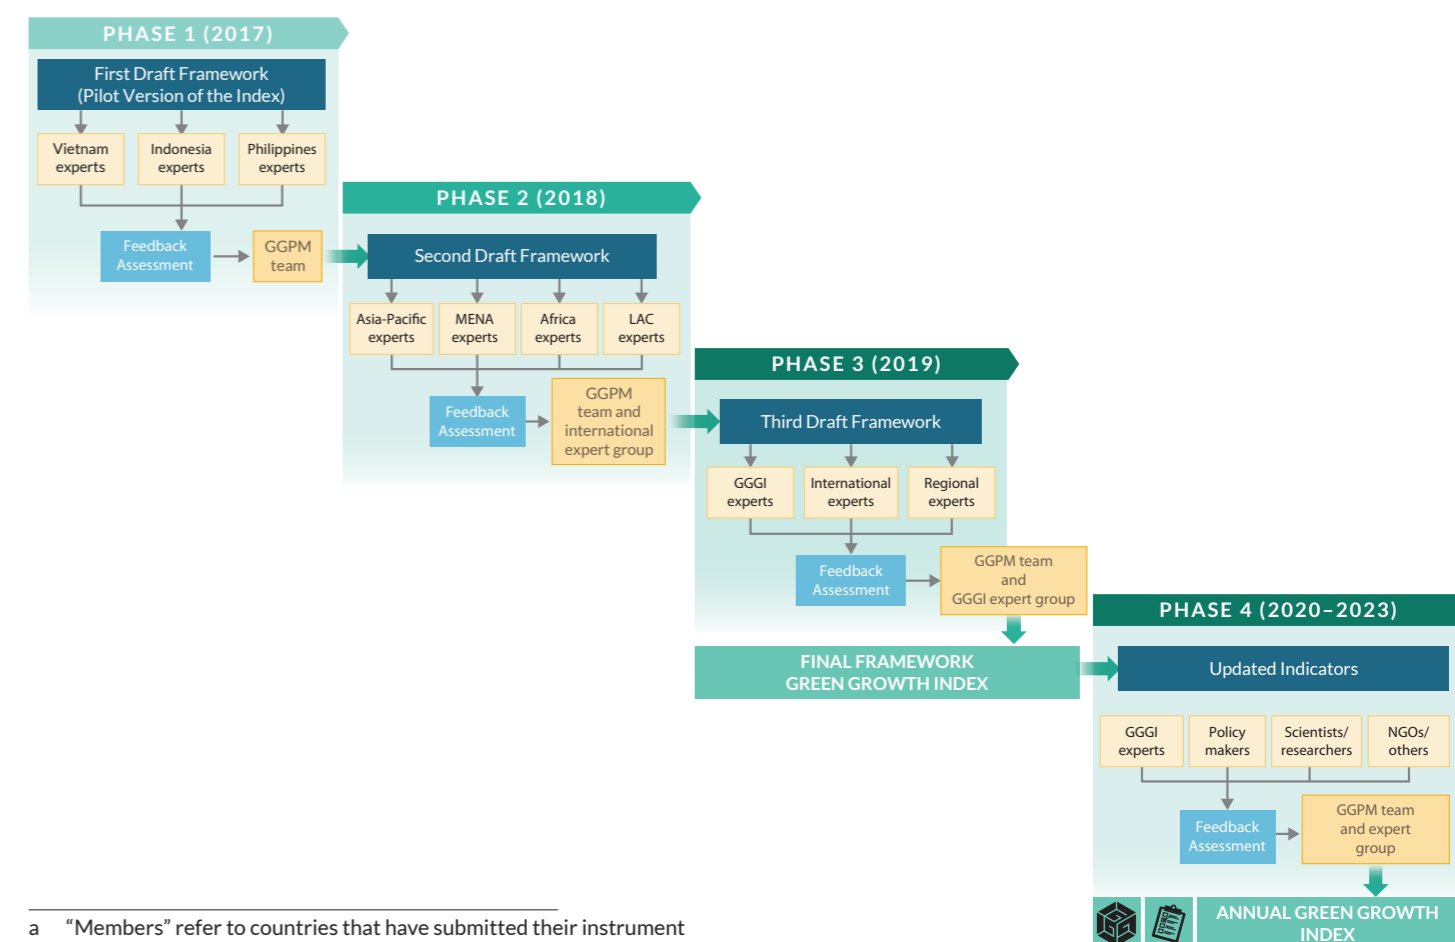 PHASE 1 (2017)
First Draft Framework
(Pilot Version of the Index)
Vietnam
experts
Indonesia
experts
Philippines
experts
Feedback
Assessment
GGPM
team
PHASE 2 (2018)
Second Draft Framework
Asia-Pacific
experts
MENA
experts
Africa
experts
LAC
experts
Feedback
Assessment
GGPM
team and
international
expert group
PHASE 3 (2019)
Third Draft Framework
GGGI
experts
International
experts
Regional
experts
Feedback
Assessment
GGPM team
and
GGGI expert group
FINAL FRAMEWORK
GREEN GROWTH INDEX
PHASE 4 (2020–2023)
Updated Indicators
GGGI
experts
Policy
makers
Scientists/
researchers
NGOs/
others
Feedback
Assessment
GGPM team
and expert
group
ANNUAL GREEN GROWTH
INDEX
a “Members” refer to countries that have submitted their instrument